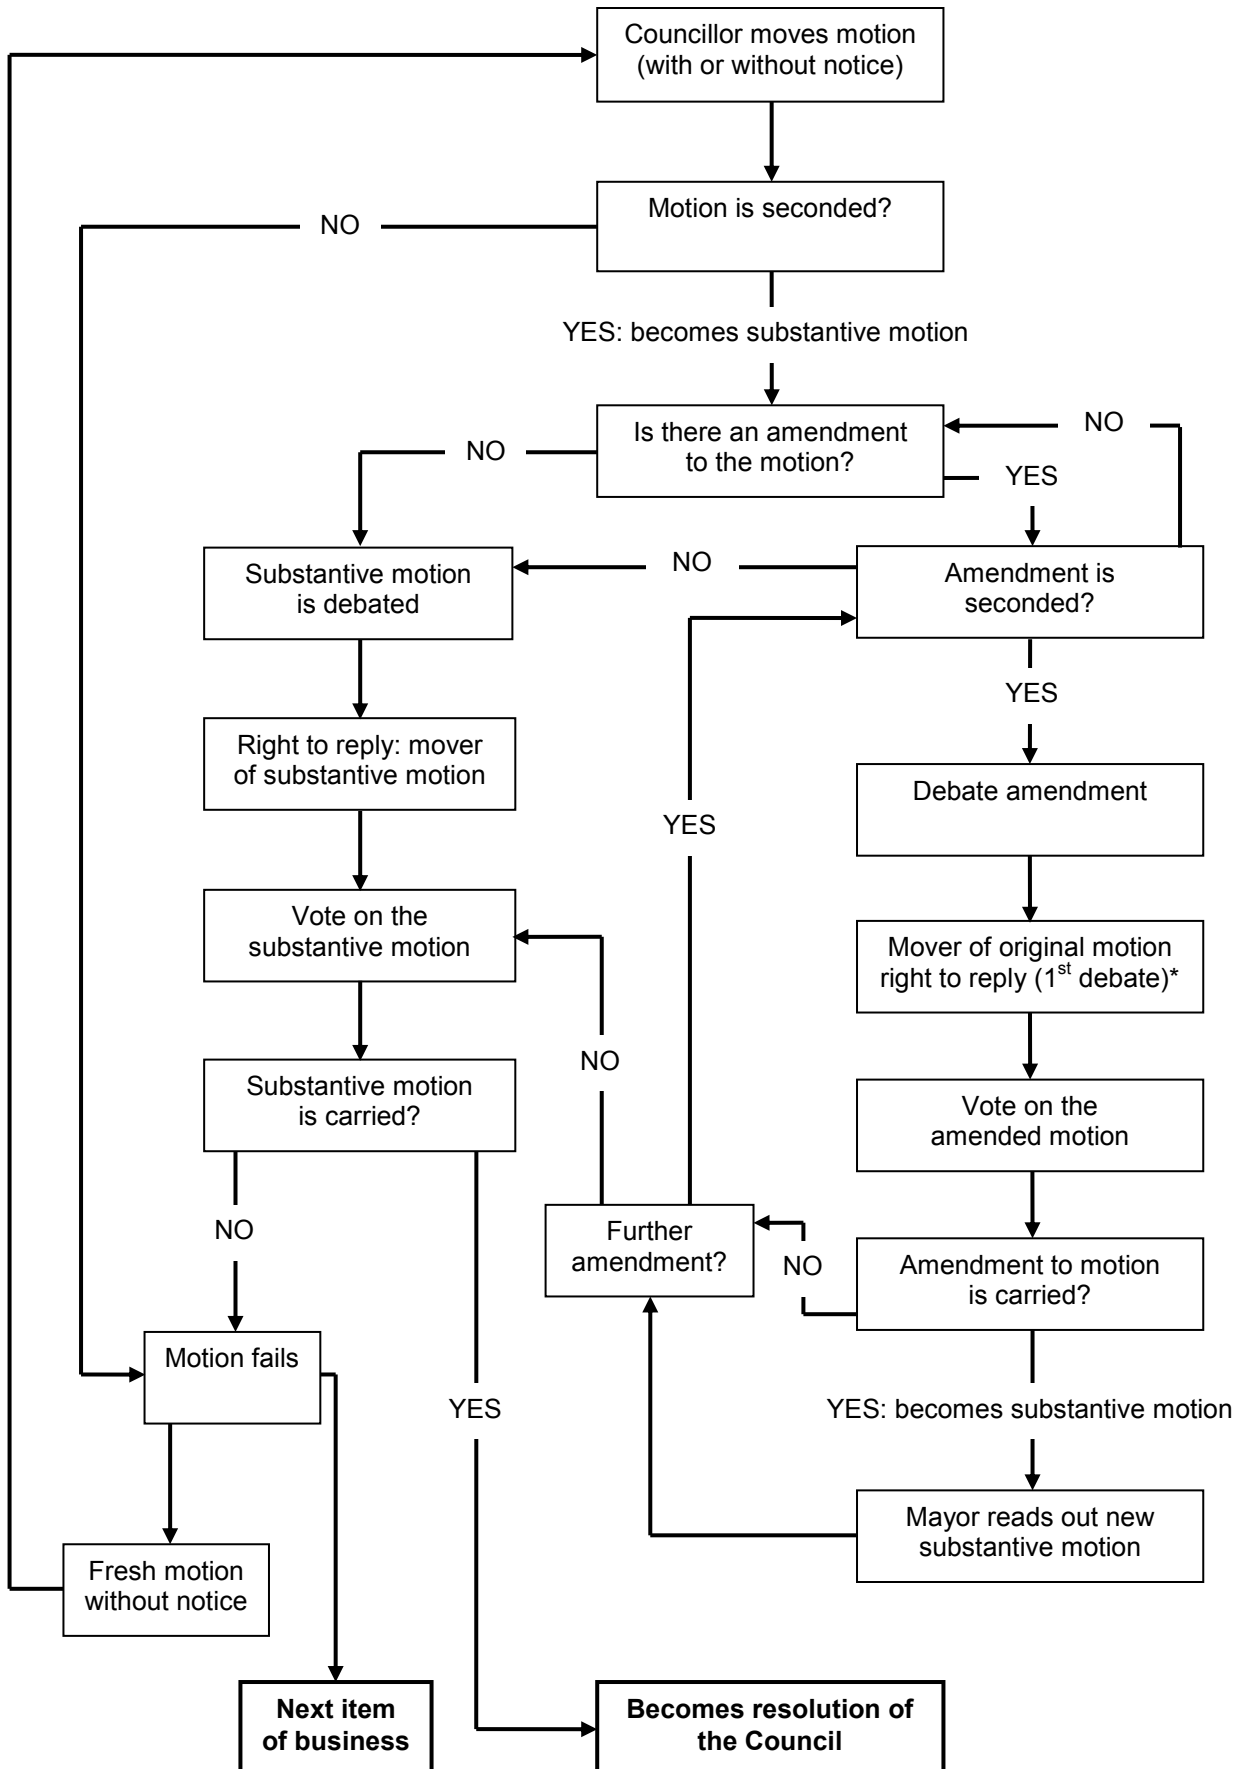 Councillor moves motion
(with or without notice)
Motion is seconded?
NO
YES: becomes substantive motion
Is there an amendment
to the motion?
NO
NO
YES
Substantive motion
is debated
NO
Amendment is
seconded?
YES
Right to reply: mover
of substantive motion
Debate amendment
YES
Vote on the
substantive motion
Mover of original motion
right to reply (1st debate)*
NO
Substantive motion
is carried?
Vote on the
amended motion
NO
Further
amendment?
NO
Amendment to motion
is carried?
Motion fails
YES
YES: becomes substantive motion
Mayor reads out new
substantive motion
Fresh motion
without notice
Next item
of business
Becomes resolution of
the Council